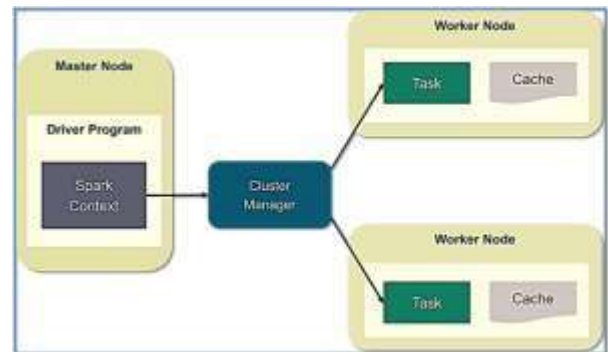 Master Node
Driver Program
Spark
Context
Cluster
Manager
Worker Node
Task
Cache
Worker Node
Task
Cache